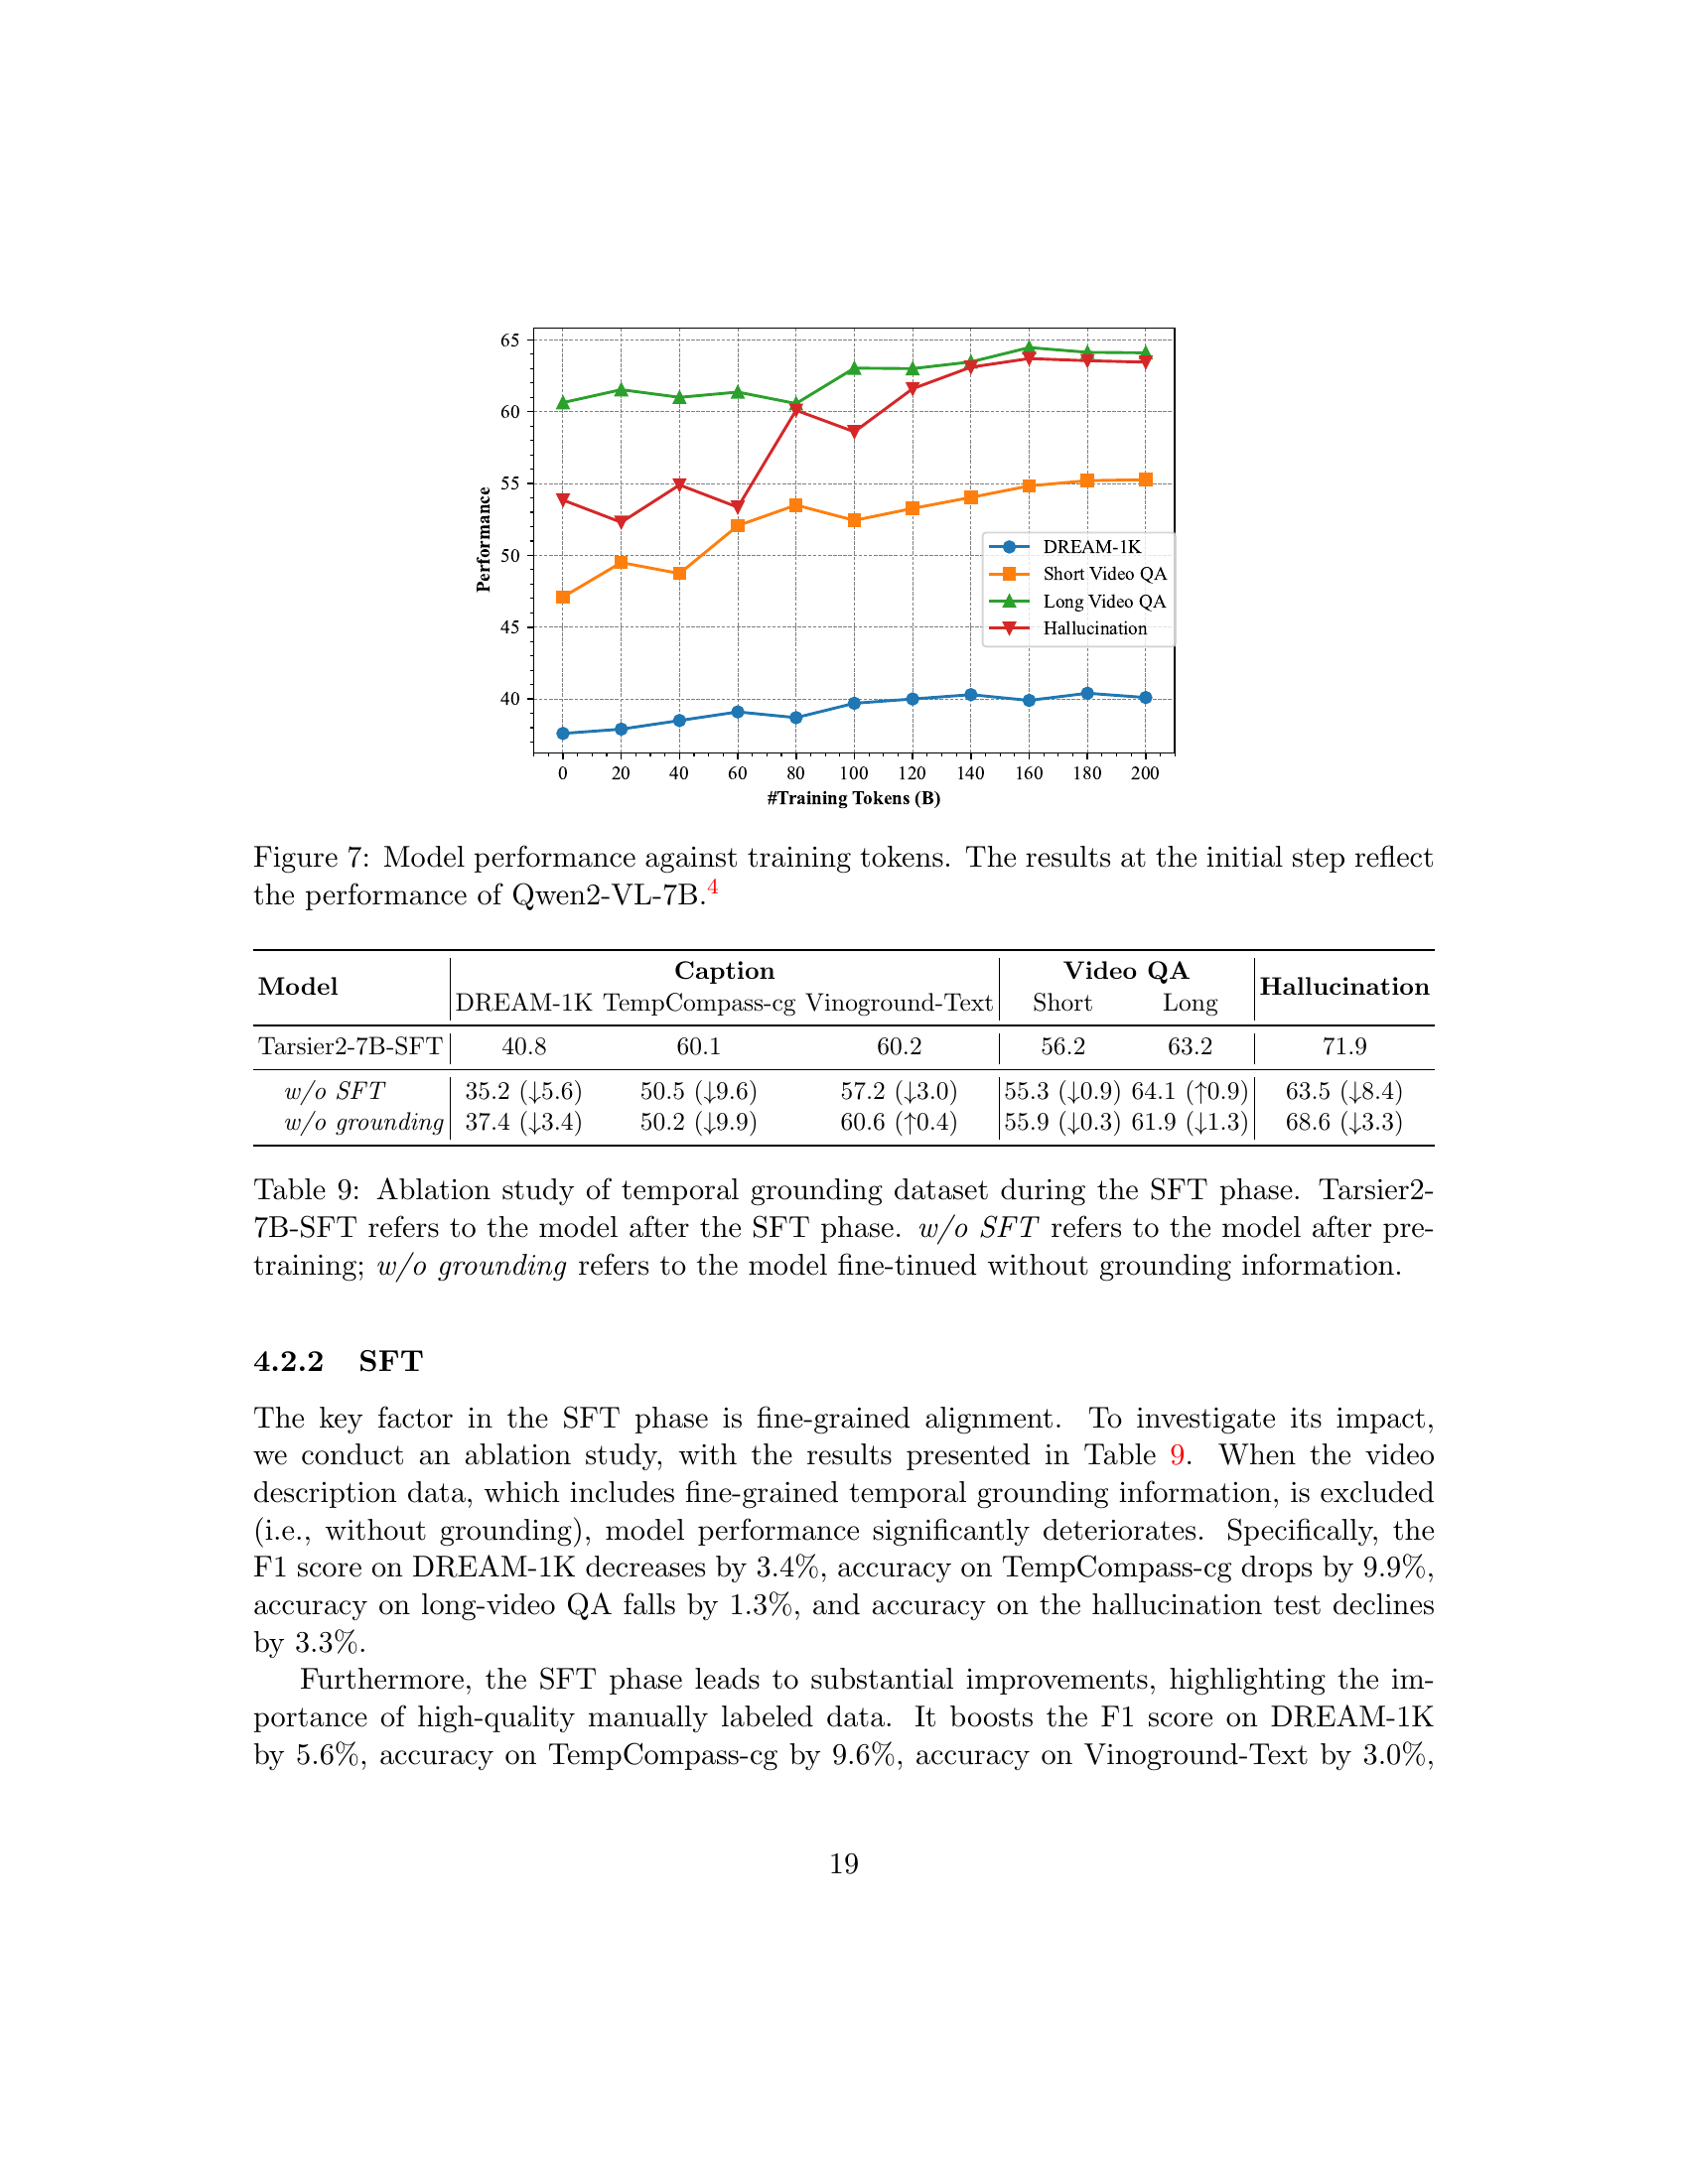 65
60
55
50
45
40
Performance
DREAM-1K
Short Video QA
Long Video QA
Hallucination
0 20 40 60 80 100 120 140 160 180 200
#Training Tokens (B)
Figure 7: Model performance against training tokens. The results at the initial step reflect
the performance of Qwen2-VL-7B.4
Model Caption Video QA Hallucination
DREAM-1K TempCompass-cg Vinoground-Text Short Long
Tarsier2-7B-SFT 40.8 60.1 60.2 56.2 63.2 71.9
w/o SFT 35.2 (↓5.6) 50.5 (↓9.6) 57.2 (↓3.0) 55.3 (↓0.9) 64.1 (↑0.9) 63.5 (↓8.4)
w/o grounding 37.4 (↓3.4) 50.2 (↓9.9) 60.6 (↑0.4) 55.9 (↓0.3) 61.9 (↓1.3) 68.6 (↓3.3)
Table 9: Ablation study of temporal grounding dataset during the SFT phase. Tarsier2-
7B-SFT refers to the model after the SFT phase. w/o SFT refers to the model after pre-
training; w/o grounding refers to the model fine-tinued without grounding information.
4.2.2 SFT
The key factor in the SFT phase is fine-grained alignment. To investigate its impact,
we conduct an ablation study, with the results presented in Table 9. When the video
description data, which includes fine-grained temporal grounding information, is excluded
(i.e., without grounding), model performance significantly deteriorates. Specifically, the
F1 score on DREAM-1K decreases by 3.4%, accuracy on TempCompass-cg drops by 9.9%,
accuracy on long-video QA falls by 1.3%, and accuracy on the hallucination test declines
by 3.3%.
Furthermore, the SFT phase leads to substantial improvements, highlighting the im-
portance of high-quality manually labeled data. It boosts the F1 score on DREAM-1K
by 5.6%, accuracy on TempCompass-cg by 9.6%, accuracy on Vinoground-Text by 3.0%,
19